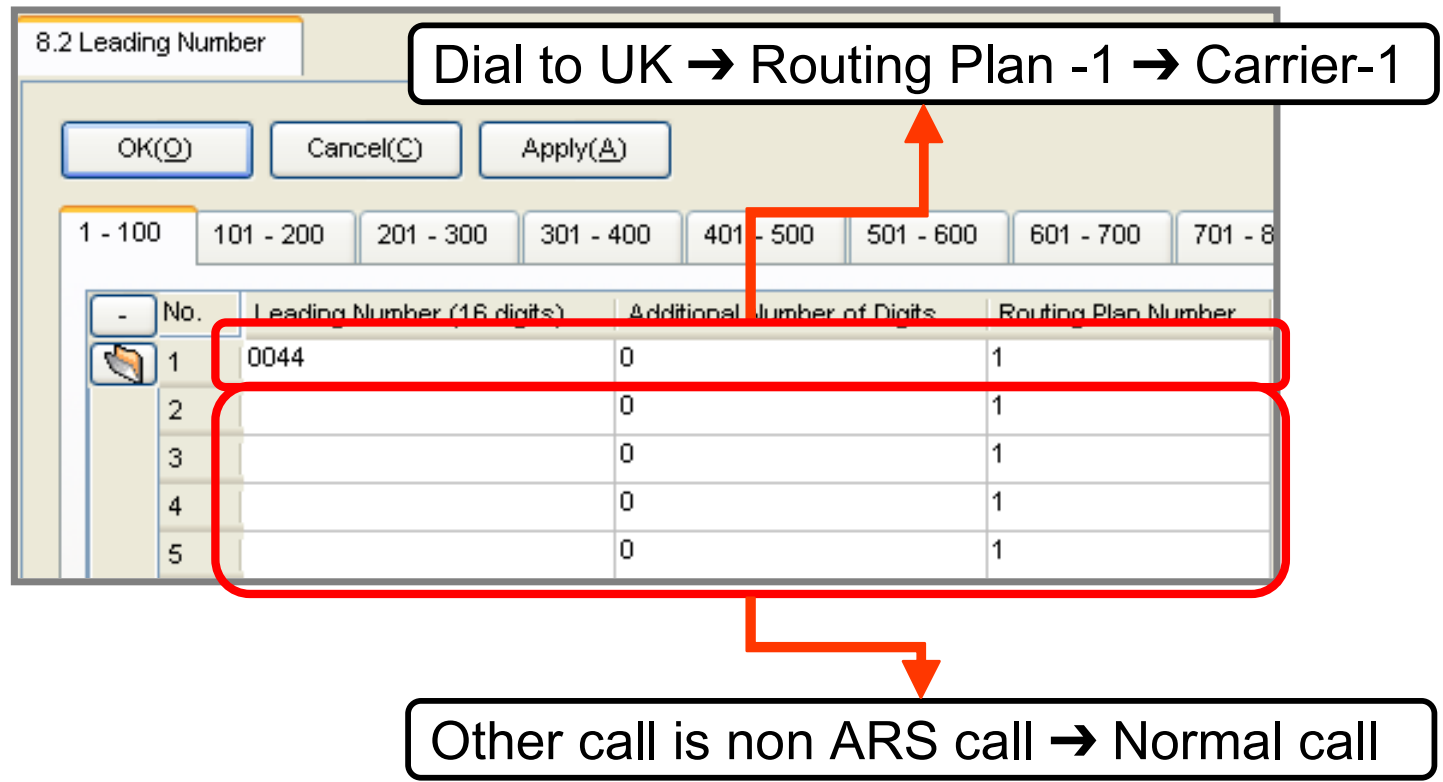 8.2 Leading Number
Dial to UK ➔ Routing Plan -1 ➔ Carrier-1
OK(O) Cancel(C) Apply(A)
1 - 100 101 - 200 201 - 300 301 - 400 401 - 500 501 - 600 601 - 700 701 - 8
- No. Leading Number (16 digits) Additional Number of Digits Routing Plan Number
1 0044 0 1
2 0 1
3 0 1
4 0 1
5 0 1
Other call is non ARS call ➔ Normal call